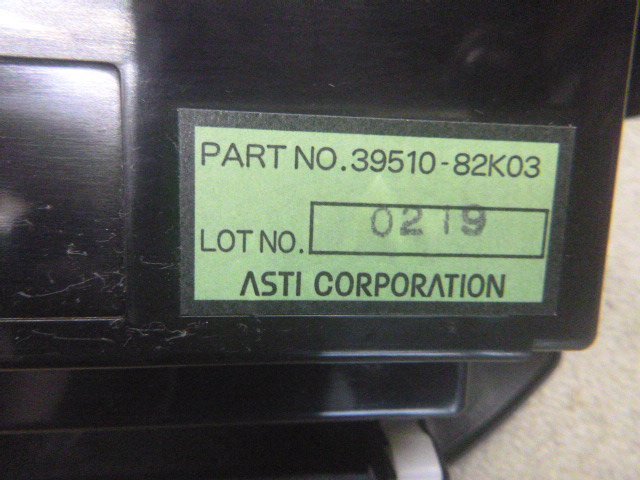 PART NO.39510-82K03
LOT NO. 0219
ASTI CORPORATION